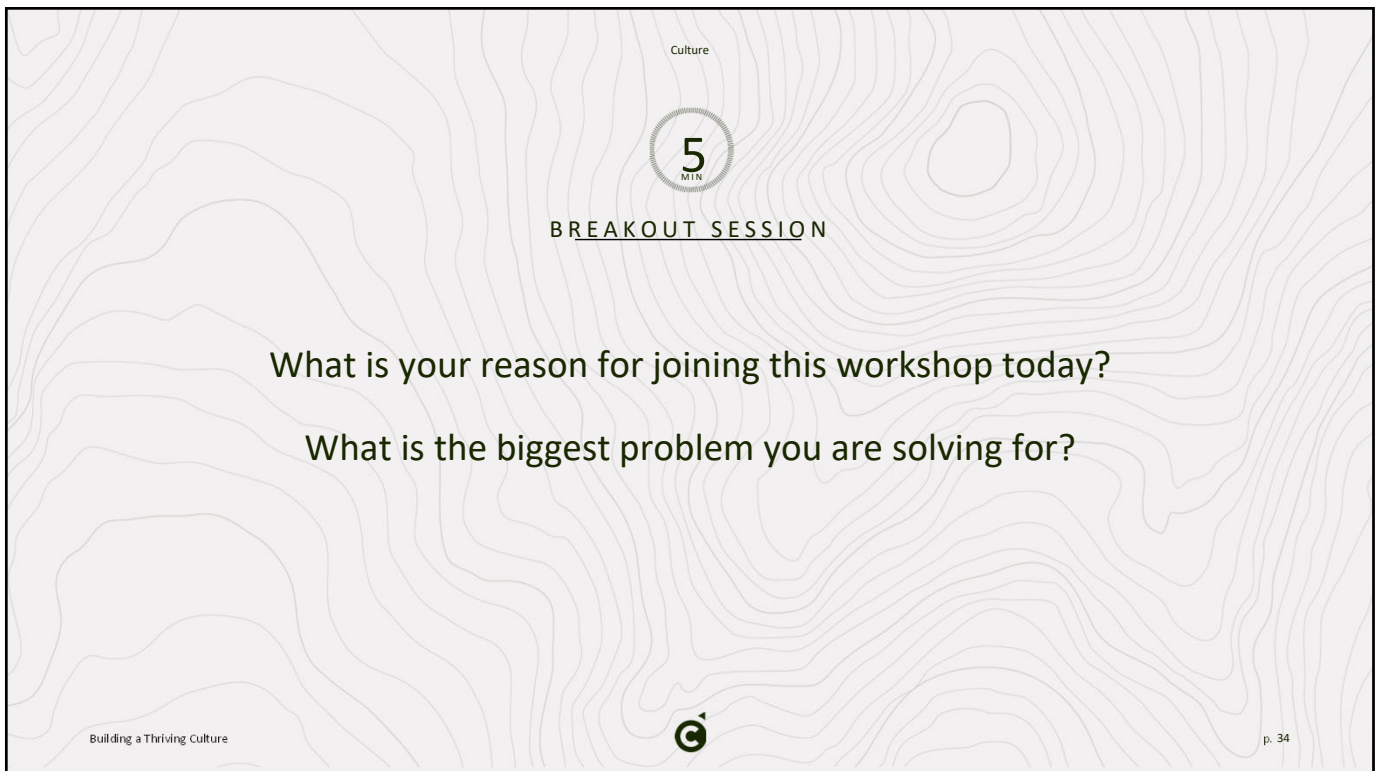 Culture
5
MIN
BREAKOUT SESSION
What is your reason for joining this workshop today?
What is the biggest problem you are solving for?
Building a Thriving Culture
C
p. 34